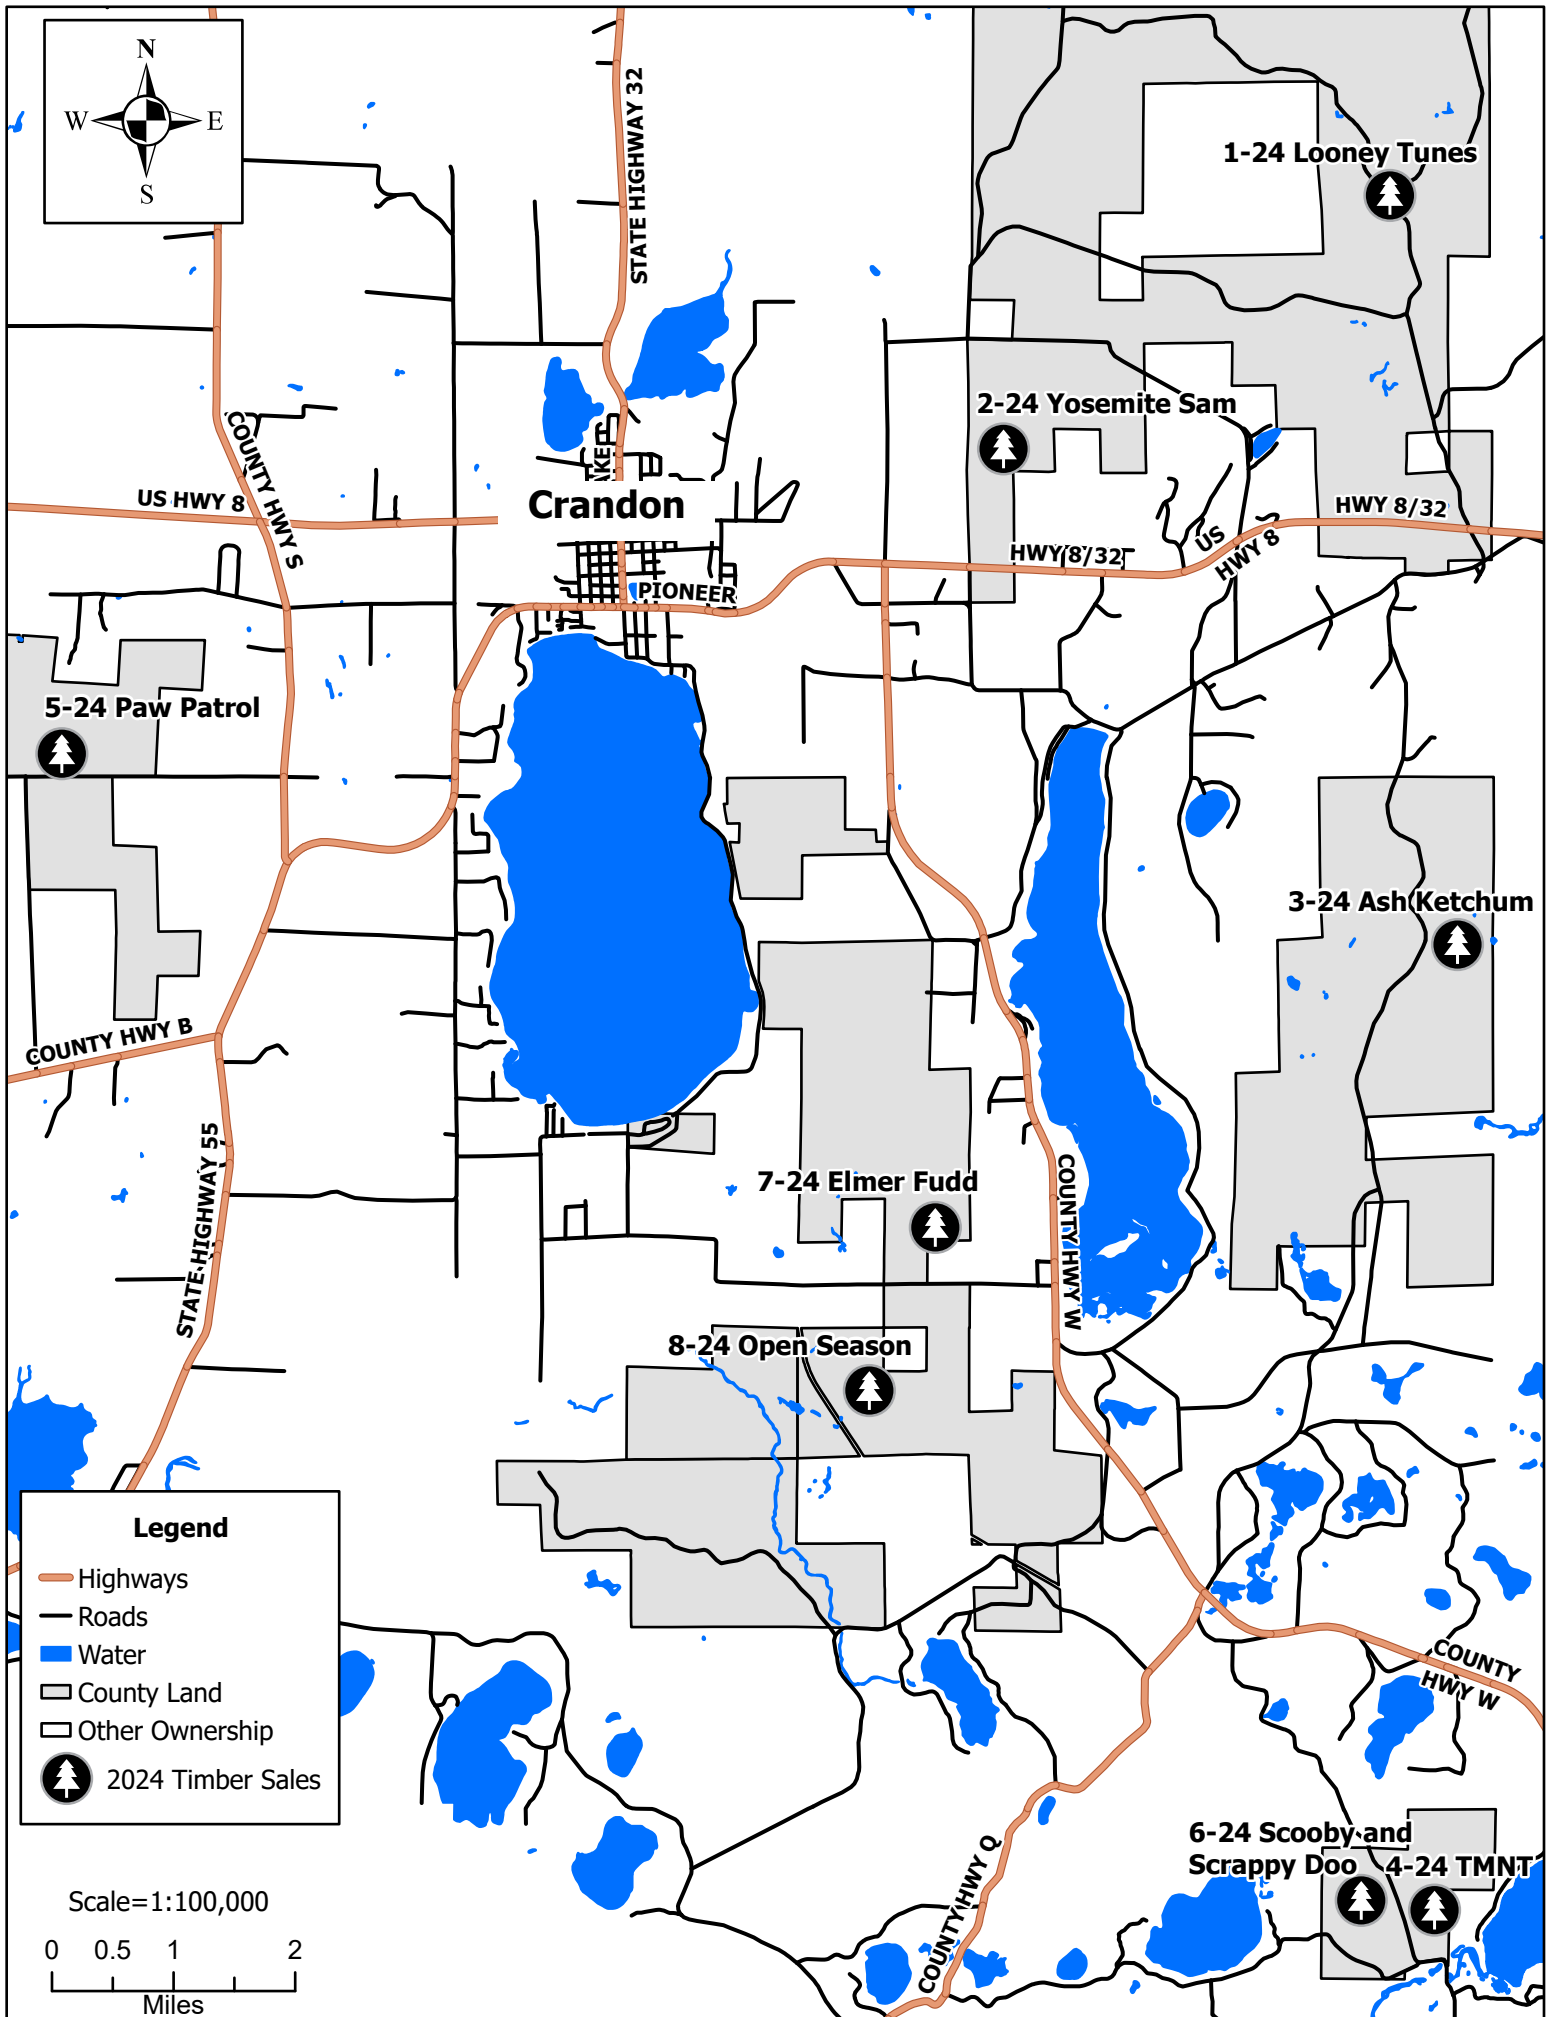 N
W E
S
STATE HIGHWAY 32
1-24 Looney Tunes
2-24 Yosemite Sam
COUNTY HWY S
US HWY 8
Crandon
HWY 8/32
HWY 8/32
US
HWY 8
PIONEER
5-24 Paw Patrol
3-24 Ash Ketchum
COUNTY HWY B
STATE HIGHWAY 55
7-24 Elmer Fudd
COUNTY HWY W
8-24 Open Season
Legend
Highways
Roads
Water
County Land
Other Ownership
2024 Timber Sales
COUNTY
HWY W
COUNTY HWY Q
6-24 Scooby and
Scrappy Doo
4-24 TMNT
Scale=1:100,000
0 0.5 1 2
Miles